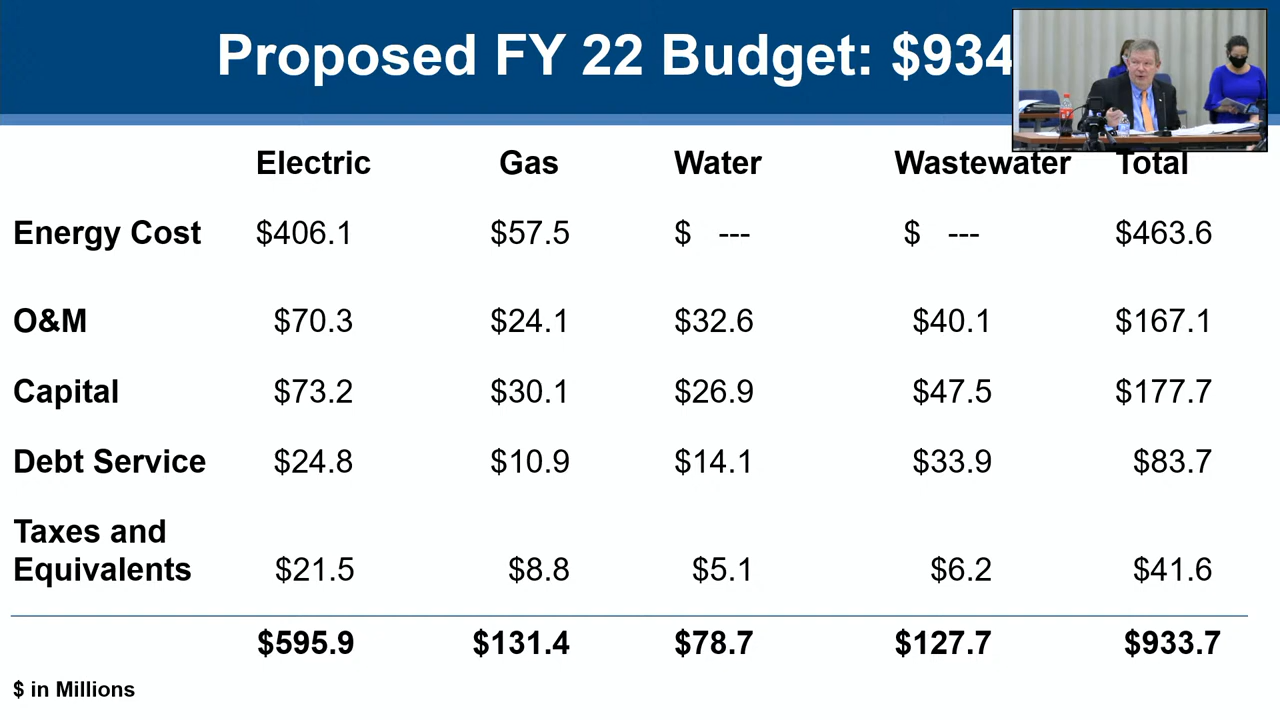 Proposed FY 22 Budget: $934
Electric Gas Water Wastewater Total
Energy Cost $406.1 $57.5 $ --- $ --- $463.6
O&M $70.3 $24.1 $32.6 $40.1 $167.1
Capital $73.2 $30.1 $26.9 $47.5 $177.7
Debt Service $24.8 $10.9 $14.1 $33.9 $83.7
Taxes and
Equivalents $21.5 $8.8 $5.1 $6.2 $41.6
$595.9 $131.4 $78.7 $127.7 $933.7
$ in Millions